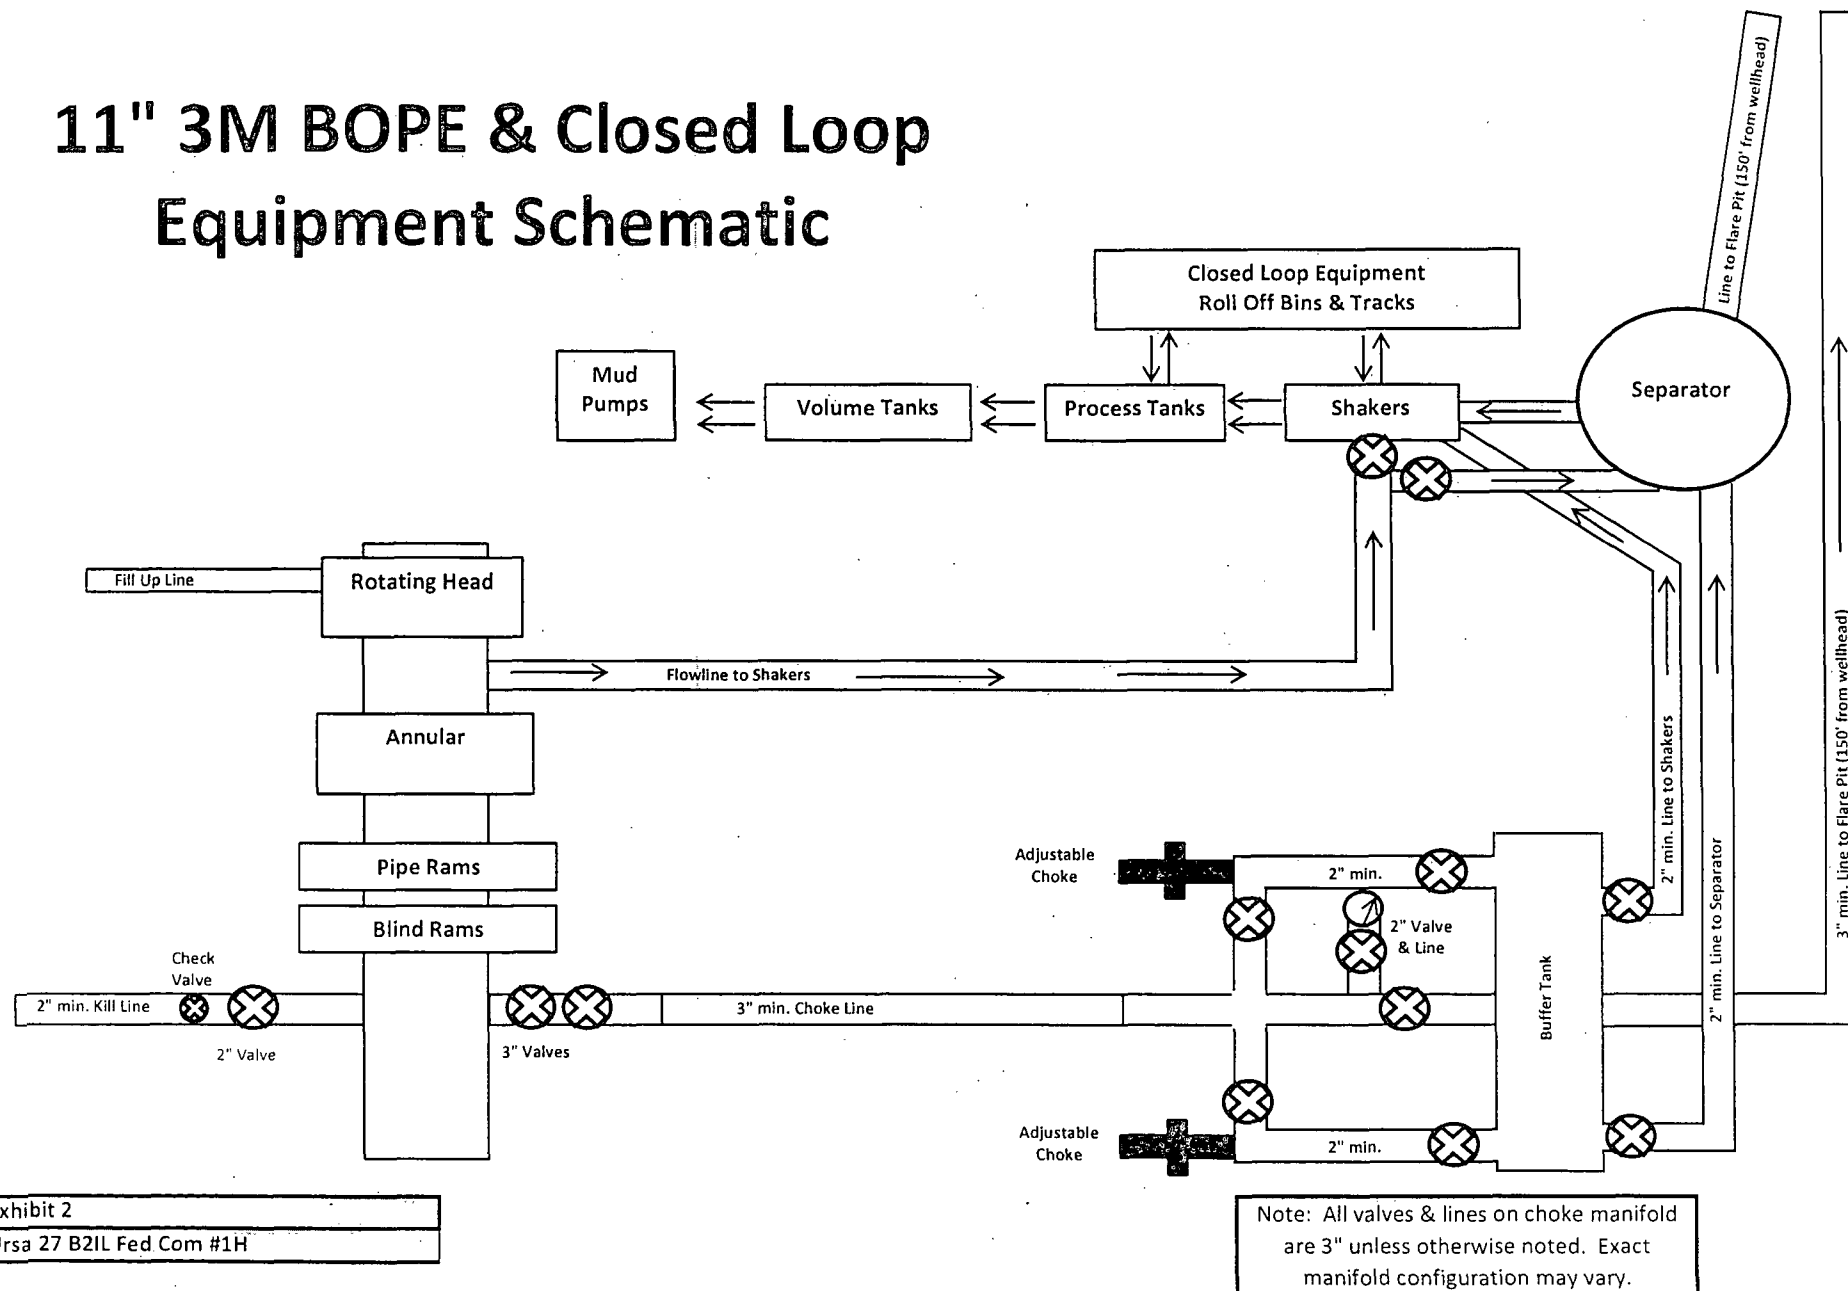 11" 3M BOPE & Closed Loop
Equipment Schematic
Line to Flare Pit (150' from wellhead)
Closed Loop Equipment
Roll Off Bins & Tracks
Mud
Pumps
Volume Tanks
Process Tanks
Shakers
Separator
Fill Up Line
Rotating Head
Flowline to Shakers
Annular
Pipe Rams
Blind Rams
Check
Valve
2" min. Kill Line
2" Valve
3" Valves
3" min. Choke Line
Adjustable
Choke
2" min.
2" Valve
& Line
Buffer Tank
Adjustable
Choke
2" min.
2" min. Line to Shakers
2" min. Line to Separator
3" min. Line to Flare Pit (150' from wellhead)
xhibit 2
rsa 27 B2IL Fed Com #1H
Note: All valves & lines on choke manifold
are 3" unless otherwise noted. Exact
manifold configuration may vary.